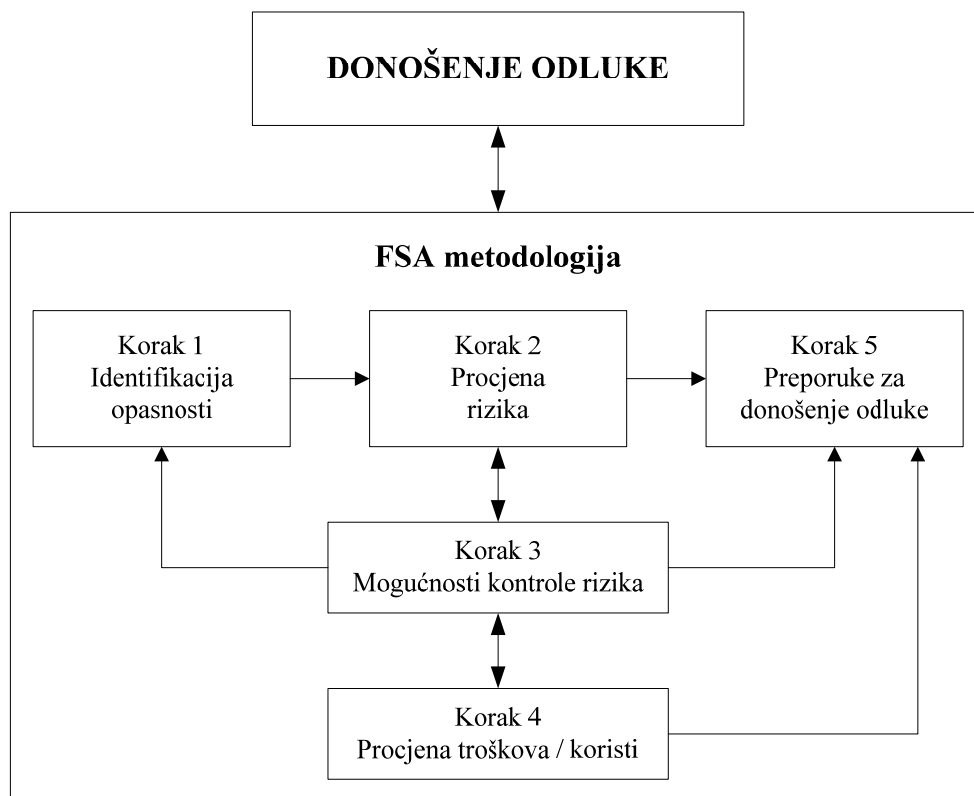 DONOŠENJE ODLUKE
FSA metodologija
Korak 1
Identifikacija
opasnosti
Korak 2
Procjena
rizika
Korak 5
Preporuke za
donošenje odluke
Korak 3
Mogućnosti kontrole rizika
Korak 4
Procjena troškova / koristi